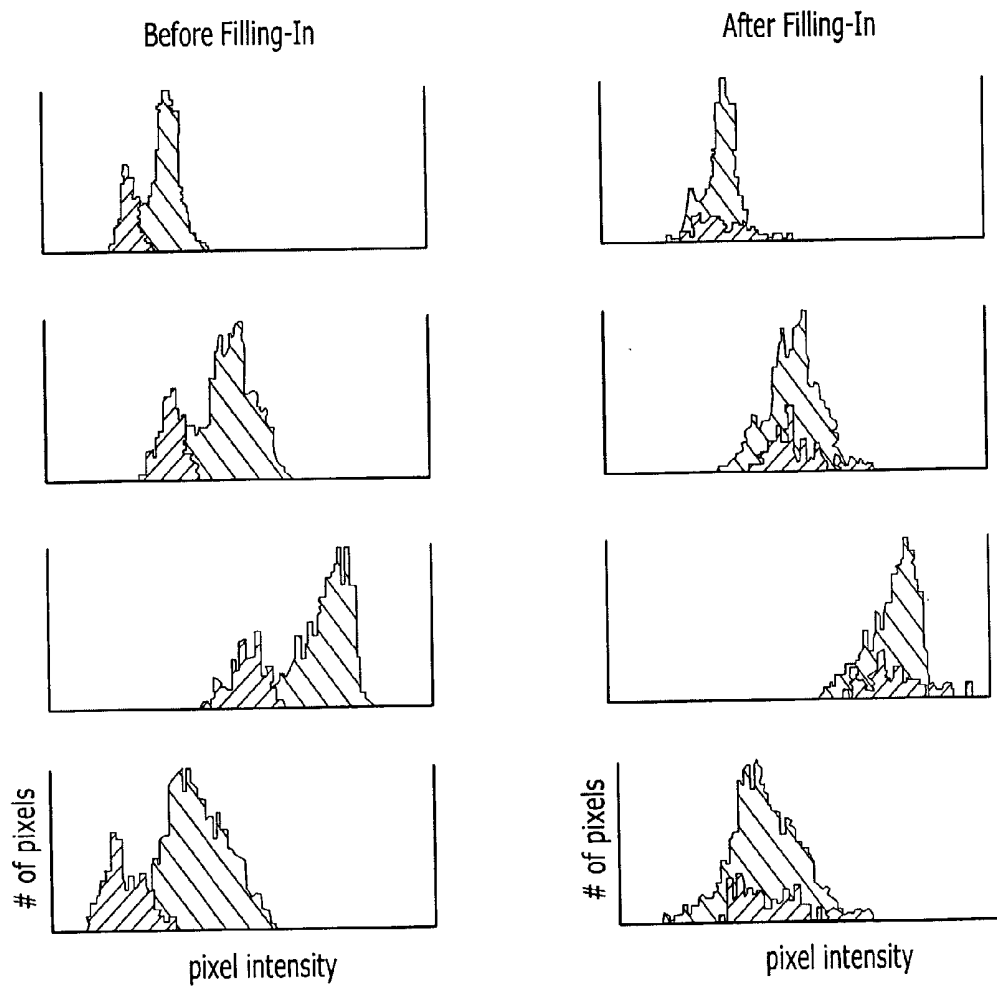 Before Filling-In
After Filling-In
# of pixels
# of pixels
pixel intensity
pixel intensity